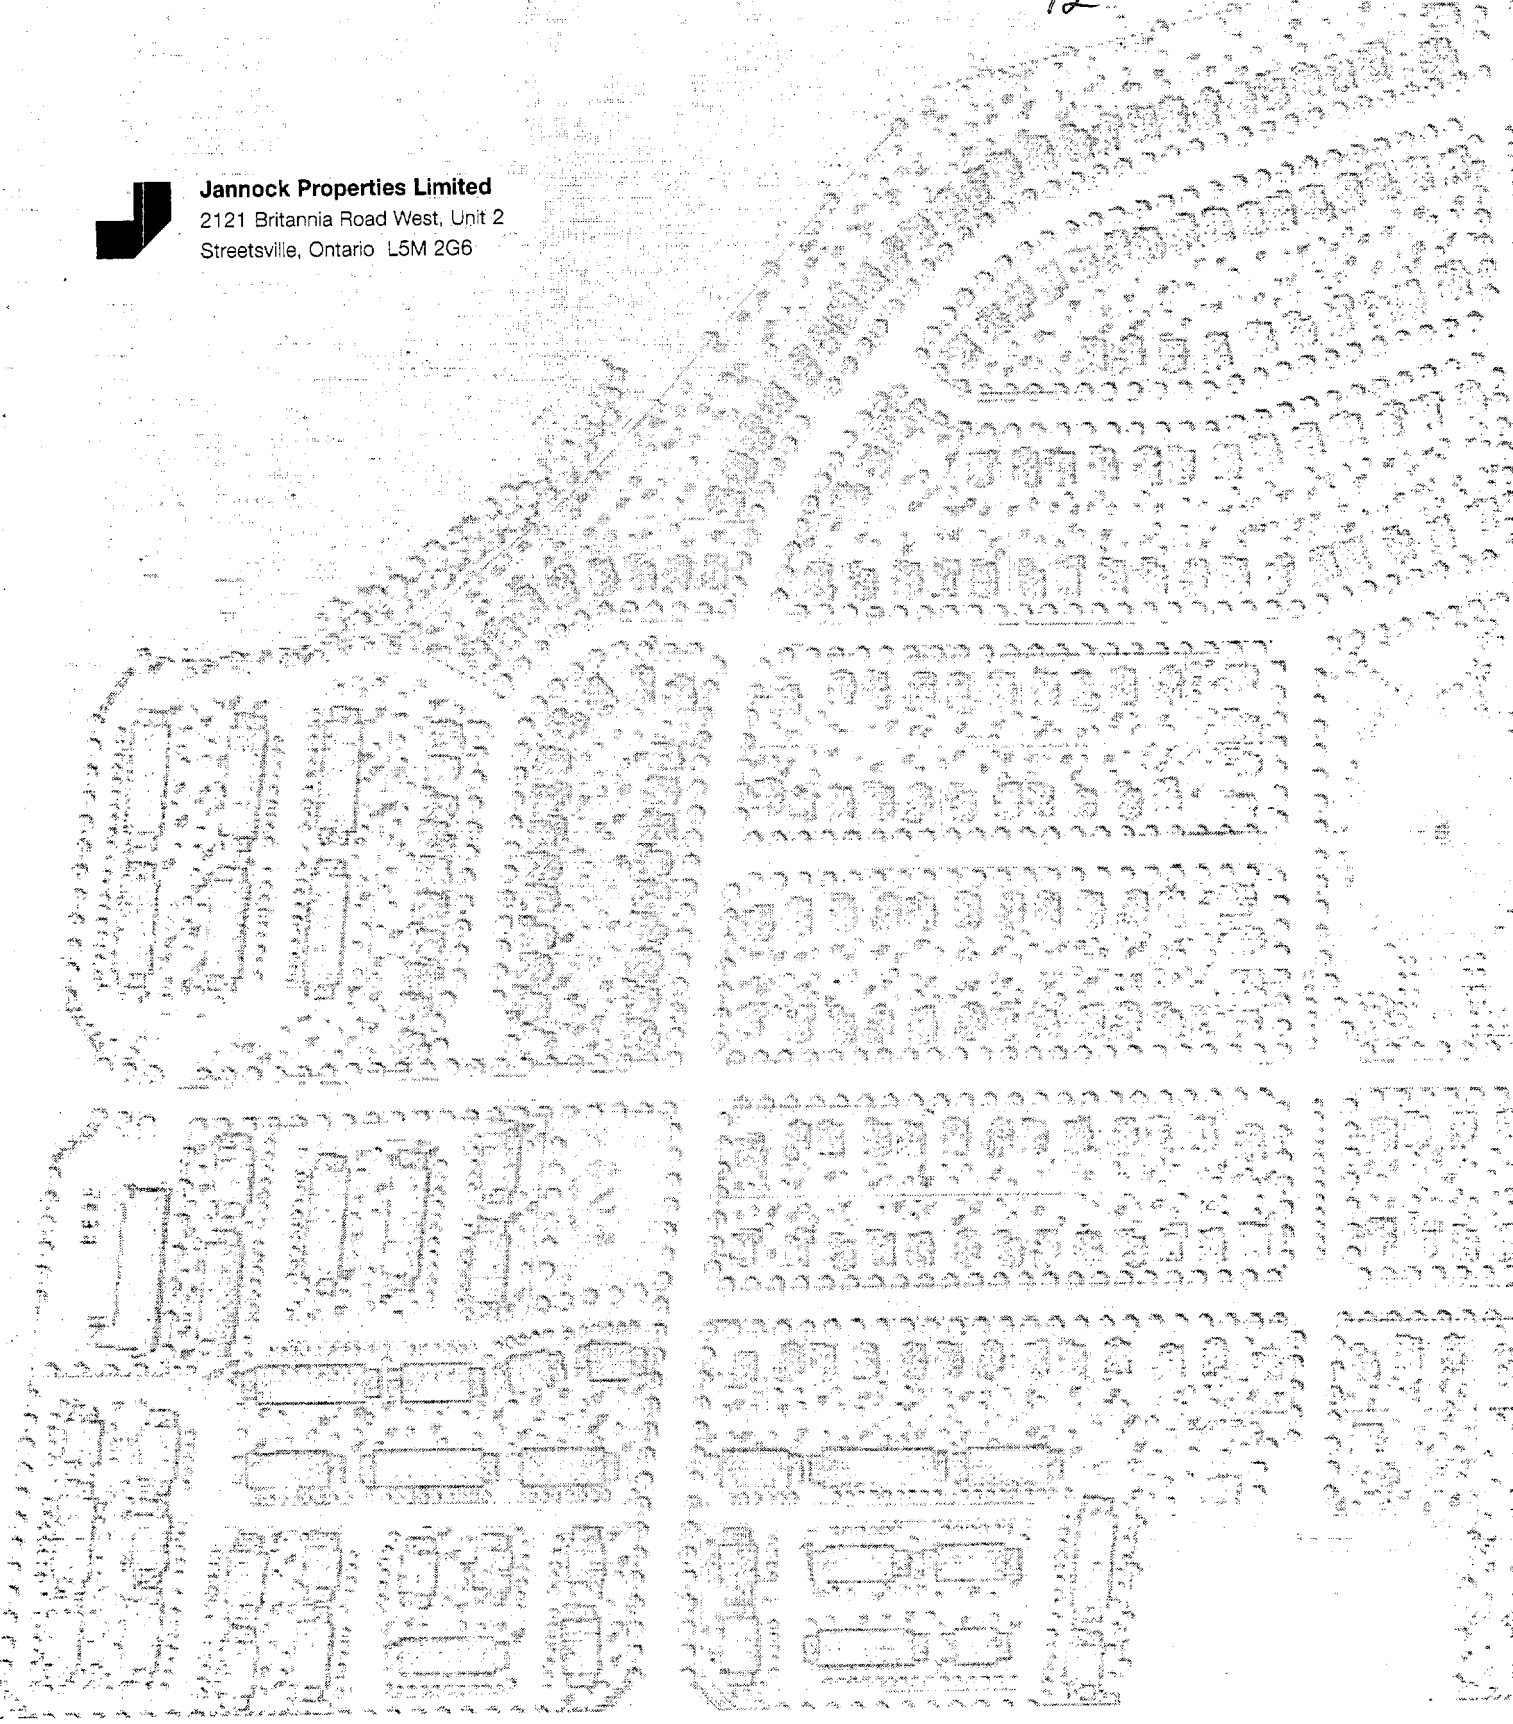 Jannock Properties Limited
2121 Britannia Road West, Unit 2
Streetsville, Ontario L5M 2G6